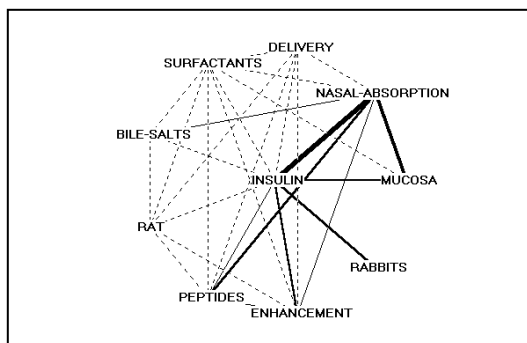 DELIVERY
SURFACTANTS
NASAL-ABSORPTION
BILE-SALTS
INSULIN
MUCOSA
RAT
RABBITS
PEPTIDES
ENHANCEMENT